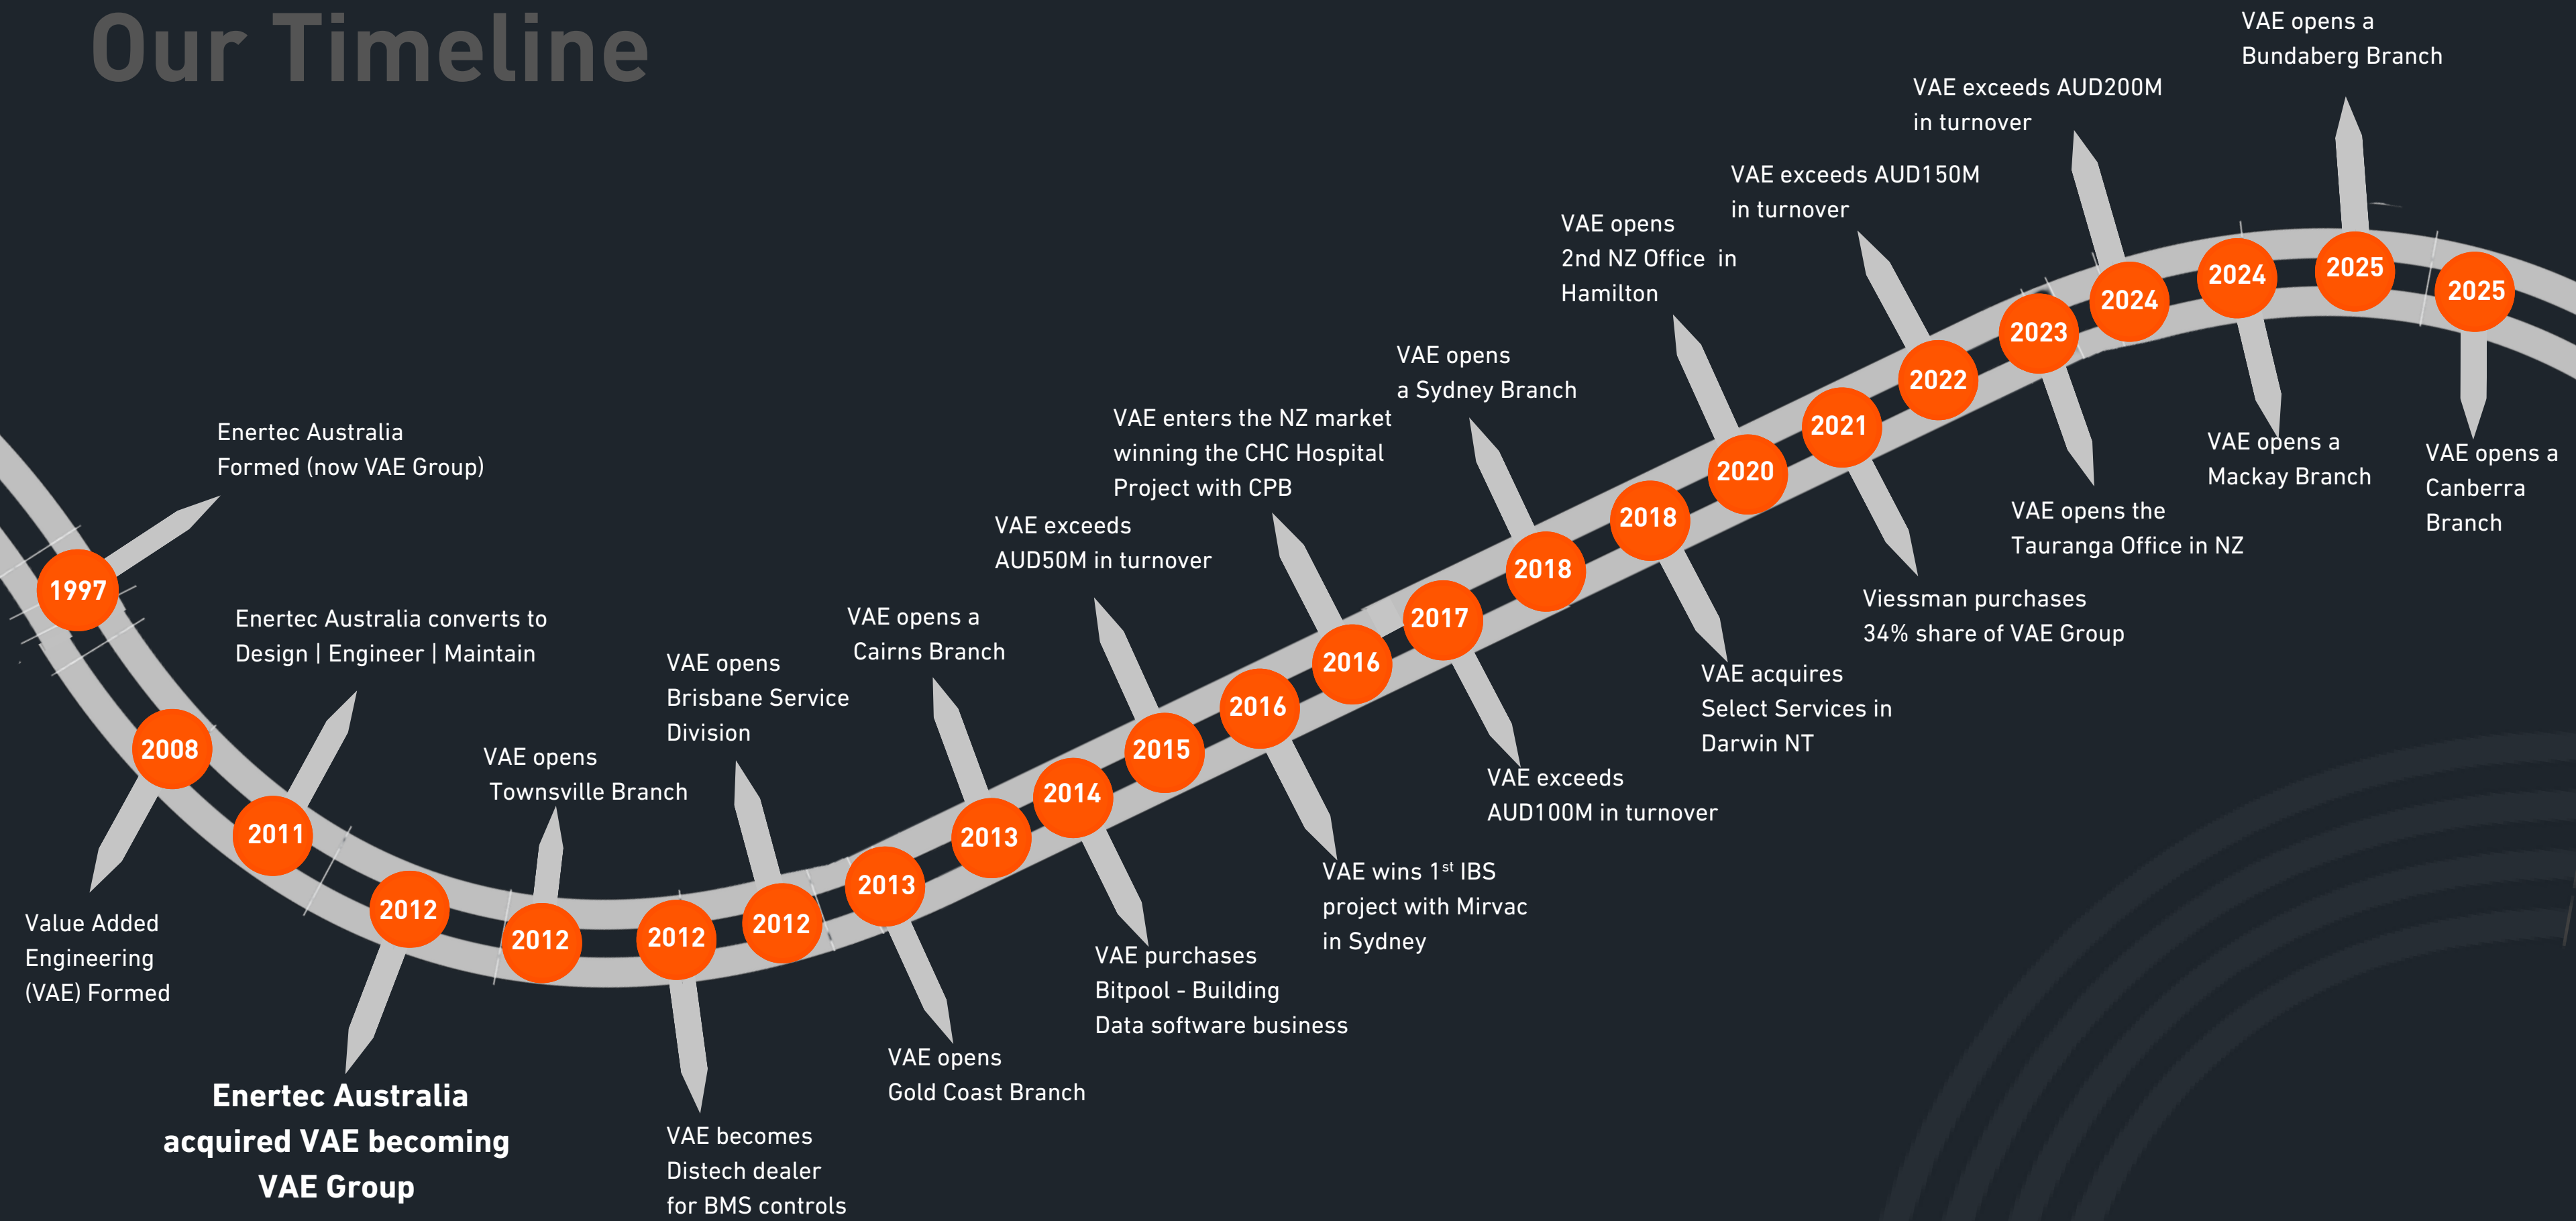 Our Timeline
1997
Enertec Australia
Formed (now VAE Group)
2008
Value Added
Engineering
(VAE) Formed
2011
Enertec Australia converts to
Design | Engineer | Maintain
2012
Enertec Australia
acquired VAE becoming
VAE Group
2012
VAE opens
Townsville Branch
2012
VAE becomes
Distech dealer
for BMS controls
2012
VAE opens
Brisbane Service
Division
2013
VAE opens
Gold Coast Branch
2013
VAE opens a
Cairns Branch
2014
VAE purchases
Bitpool - Building
Data software business
2015
VAE exceeds
AUD50M in turnover
2016
VAE wins 1st IBS
project with Mirvac
in Sydney
2016
VAE enters the NZ market
winning the CHC Hospital
Project with CPB
2017
VAE exceeds
AUD100M in turnover
2018
VAE opens
a Sydney Branch
2018
VAE acquires
Select Services in
Darwin NT
2020
VAE opens
2nd NZ Office in
Hamilton
2021
Viessman purchases
34% share of VAE Group
2022
VAE exceeds AUD150M
in turnover
2023
VAE opens the
Tauranga Office in NZ
2024
VAE exceeds AUD200M
in turnover
2024
VAE opens a
Mackay Branch
2025
VAE opens a
Bundaberg Branch
2025
VAE opens a
Canberra
Branch